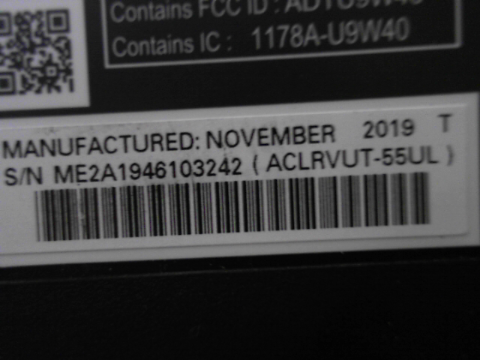 Contains FCC ID :
Contains IC : 1178A-U9W40
MANUFACTURED: NOVEMBER 2019 T
S/N ME2A1946103242 ( ACLRVUT-55UL )